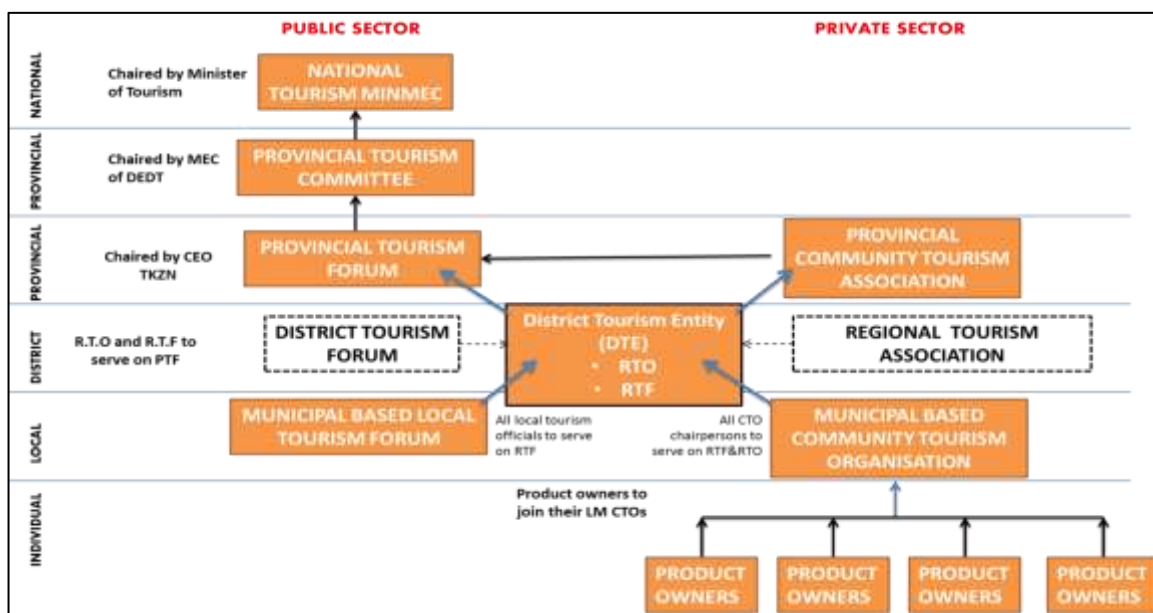 PUBLIC SECTOR
PRIVATE SECTOR
NATIONAL
Chaired by Minister
of Tourism
NATIONAL
TOURISM MINMEC
PROVINCIAL
Chaired by MEC
of DEDT
PROVINCIAL TOURISM
COMMITTEE
PROVINCIAL
Chaired by CEO
TKZN
PROVINCIAL TOURISM
FORUM
PROVINCIAL
COMMUNITY TOURISM
ASSOCIATION
DISTRICT
R.T.O and R.T.F to
serve on PTF
DISTRICT TOURISM
FORUM
District Tourism Entity
(DTE)
• RTO
• RTF
REGIONAL TOURISM
ASSOCIATION
LOCAL
MUNICIPAL BASED LOCAL
TOURISM FORUM
All local tourism
officials to serve
on RTF
All CTO
chairpersons to
serve on RTF&RTO
MUNICIPAL BASED
COMMUNITY TOURISM
ORGANISATION
INDIVIDUAL
Product owners to
join their LM CTOs
PRODUCT
OWNERS
PRODUCT
OWNERS
PRODUCT
OWNERS
PRODUCT
OWNERS